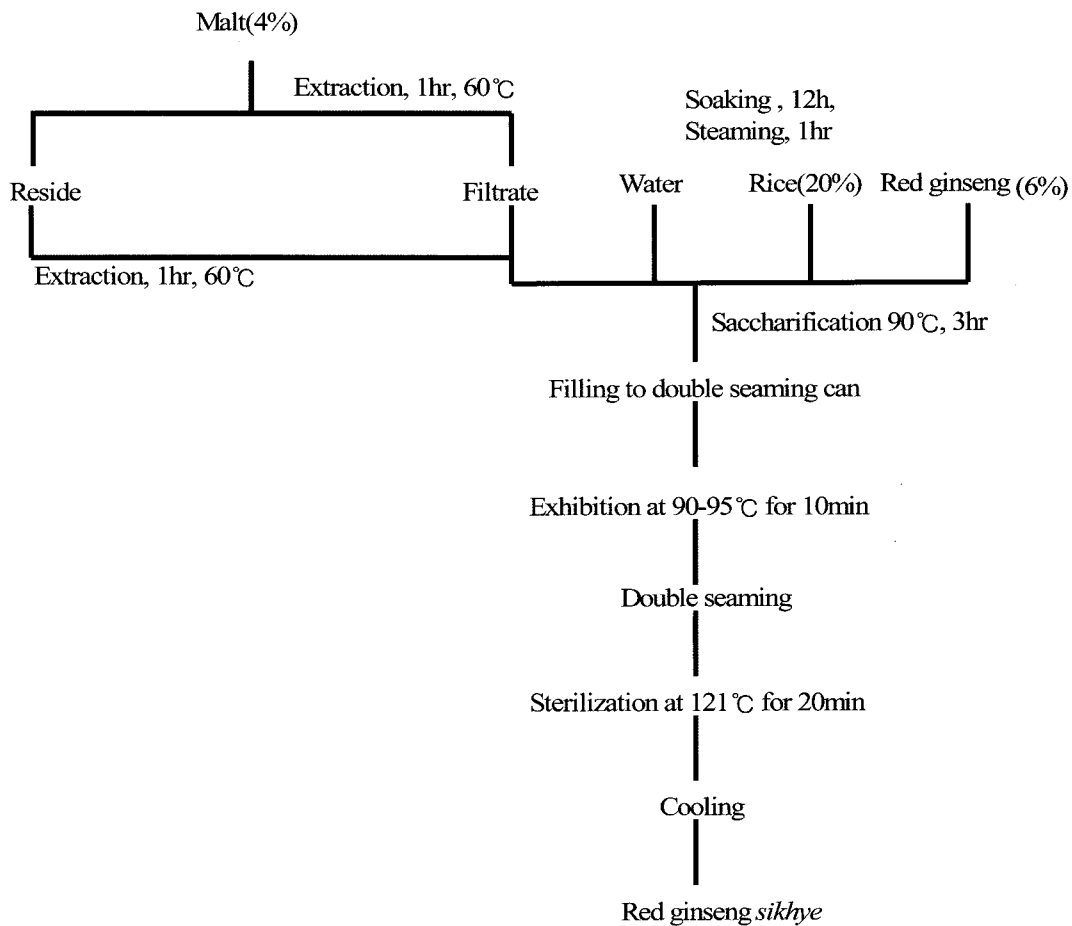 Malt(4%)
Extraction, 1hr, 60℃
Soaking , 12h,
Steaming, 1hr
Reside
Filtrate
Water
Rice(20%)
Red ginseng (6%)
Extraction, 1hr, 60℃
Saccharification 90℃, 3hr
Filling to double seaming can
Exhibition at 90-95℃ for 10min
Double seaming
Sterilization at 121℃ for 20min
Cooling
Red ginseng sikhye